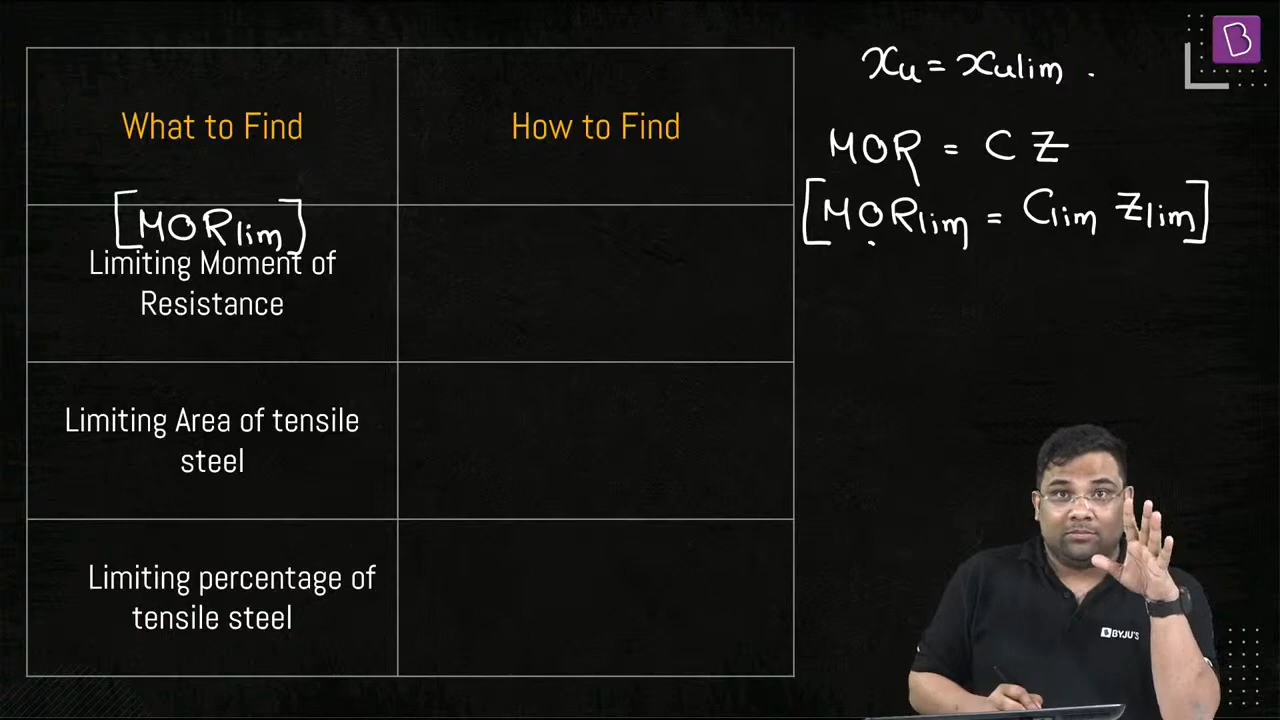 What to Find
How to Find
[MORlim]
Limiting Moment of
Resistance
Limiting Area of tensile
steel
Limiting percentage of
tensile steel
xu = xulim .
MOR = C Z
[MORlim = Clim Zlim]
B
BYJU'S